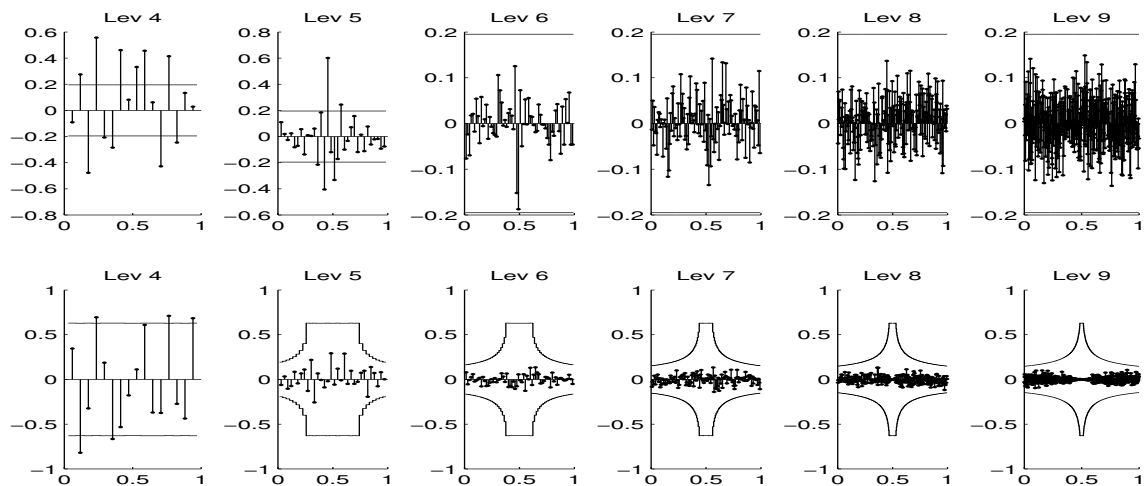 Lev 4 Lev 5 Lev 6 Lev 7 Lev 8 Lev 9
0.6 0.8 0.2 0.2 0.2 0.2
0.4 0.6
0.2 0.4 0.1 0.1 0.1 0.1
0 0.2
−0.2 0 0 0 0 0
−0.4 −0.2 −0.1 −0.1 −0.1 −0.1
−0.6 −0.4
−0.8 −0.6 −0.2 −0.2 −0.2 −0.2
0 0.5 1 0 0.5 1 0 0.5 1 0 0.5 1 0 0.5 1 0 0.5 1
Lev 4 Lev 5 Lev 6 Lev 7 Lev 8 Lev 9
1 1 1 1 1 1
0.5 0.5 0.5 0.5 0.5 0.5
0 0 0 0 0 0
−0.5 −0.5 −0.5 −0.5 −0.5 −0.5
−1 −1 −1 −1 −1 −1
0 0.5 1 0 0.5 1 0 0.5 1 0 0.5 1 0 0.5 1 0 0.5 1